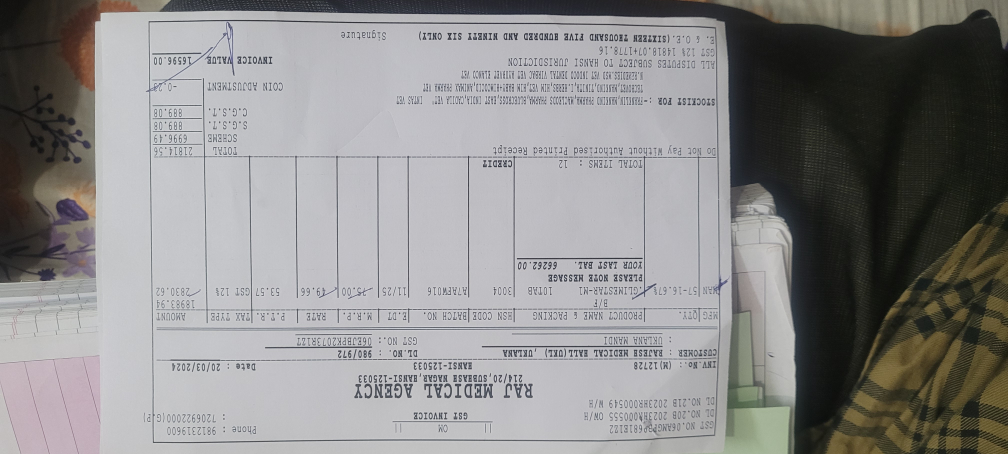 GST NO.
DL NO.20B 2023HR000555 OW/H
DL NO.21B 2023HR000549 H/W
OM
GST INVOICE
Phone : 9812319600
: 7206922000(G/P)
RAJ MEDICAL AGENCY
214/20,SUBHASH NAGAR,HANSI-125033
HANSI-125033
INV.No.: (M)12728
Date : 20/03/2024
CUSTOMER : RAJESH MEDICAL HALL(UKL) ,UKLANA
: UKLANA MANDI
DL.NO. : 980/972
GST NO.: 06EJBPK2073R1ZT
MFG QTY. PRODUCT NAME & PACKING HSN CODE BATCH NO. E.DT M.R.P. RATE P.T.R. TAX TYPE AMOUNT
B/F 18983.94
MAN 57-16.67% GLIMESTAR-M1 10TAB 3004 A7AFW016 11/25 75.00 49.66 53.57 GST 12% 2830.62
PLEASE NOTE MESSAGE
YOUR LAST BAL. 66262.00
TOTAL ITEMS : 12 CREDIT
Do Not Pay Without Authorised Printed Receipt
TOTAL 21814.56
SCHEME 6996.49
S.G.S.T. 889.08
C.G.S.T. 889.08
STOCKIST FOR :-
COIN ADJUSTMENT -0.23
ALL DISPUTES SUBJECT TO HANSI JURISDICTION
GST 12% 14818.07+1778.16
INVOICE VALUE 16596.00
E. & O.E. (SIXTEEN THOUSAND FIVE HUNDRED AND NINETY SIX ONLY)
Signature